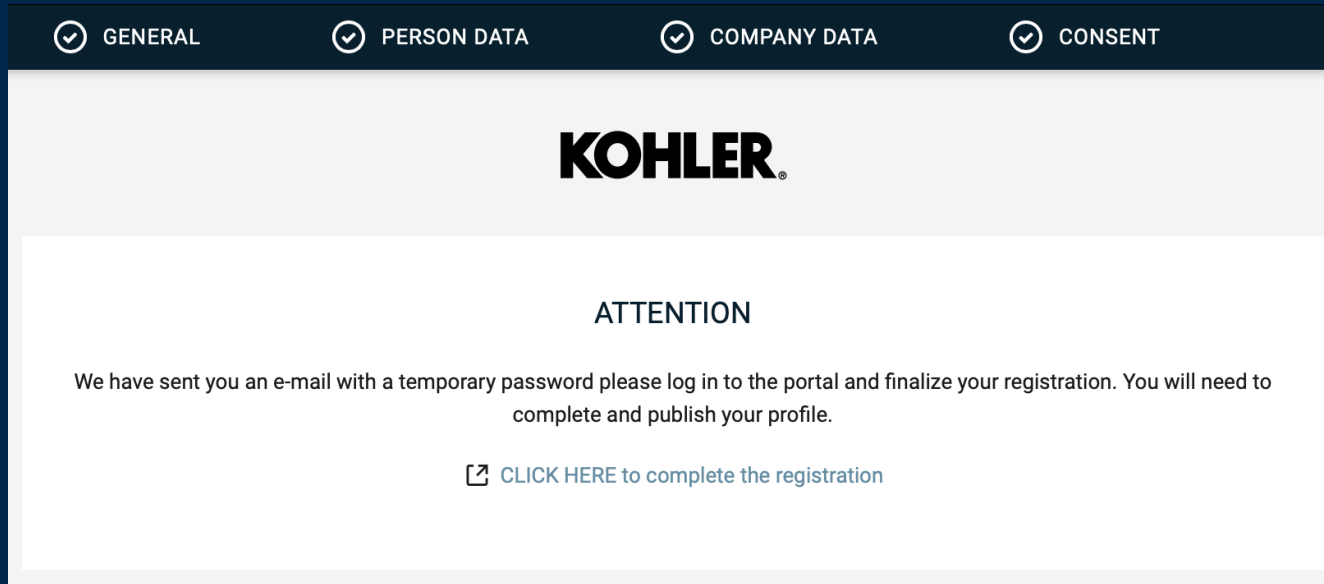 GENERAL PERSON DATA COMPANY DATA CONSENT
KOHLER®
ATTENTION
We have sent you an e-mail with a temporary password please log in to the portal and finalize your registration. You will need to
complete and publish your profile.
CLICK HERE to complete the registration